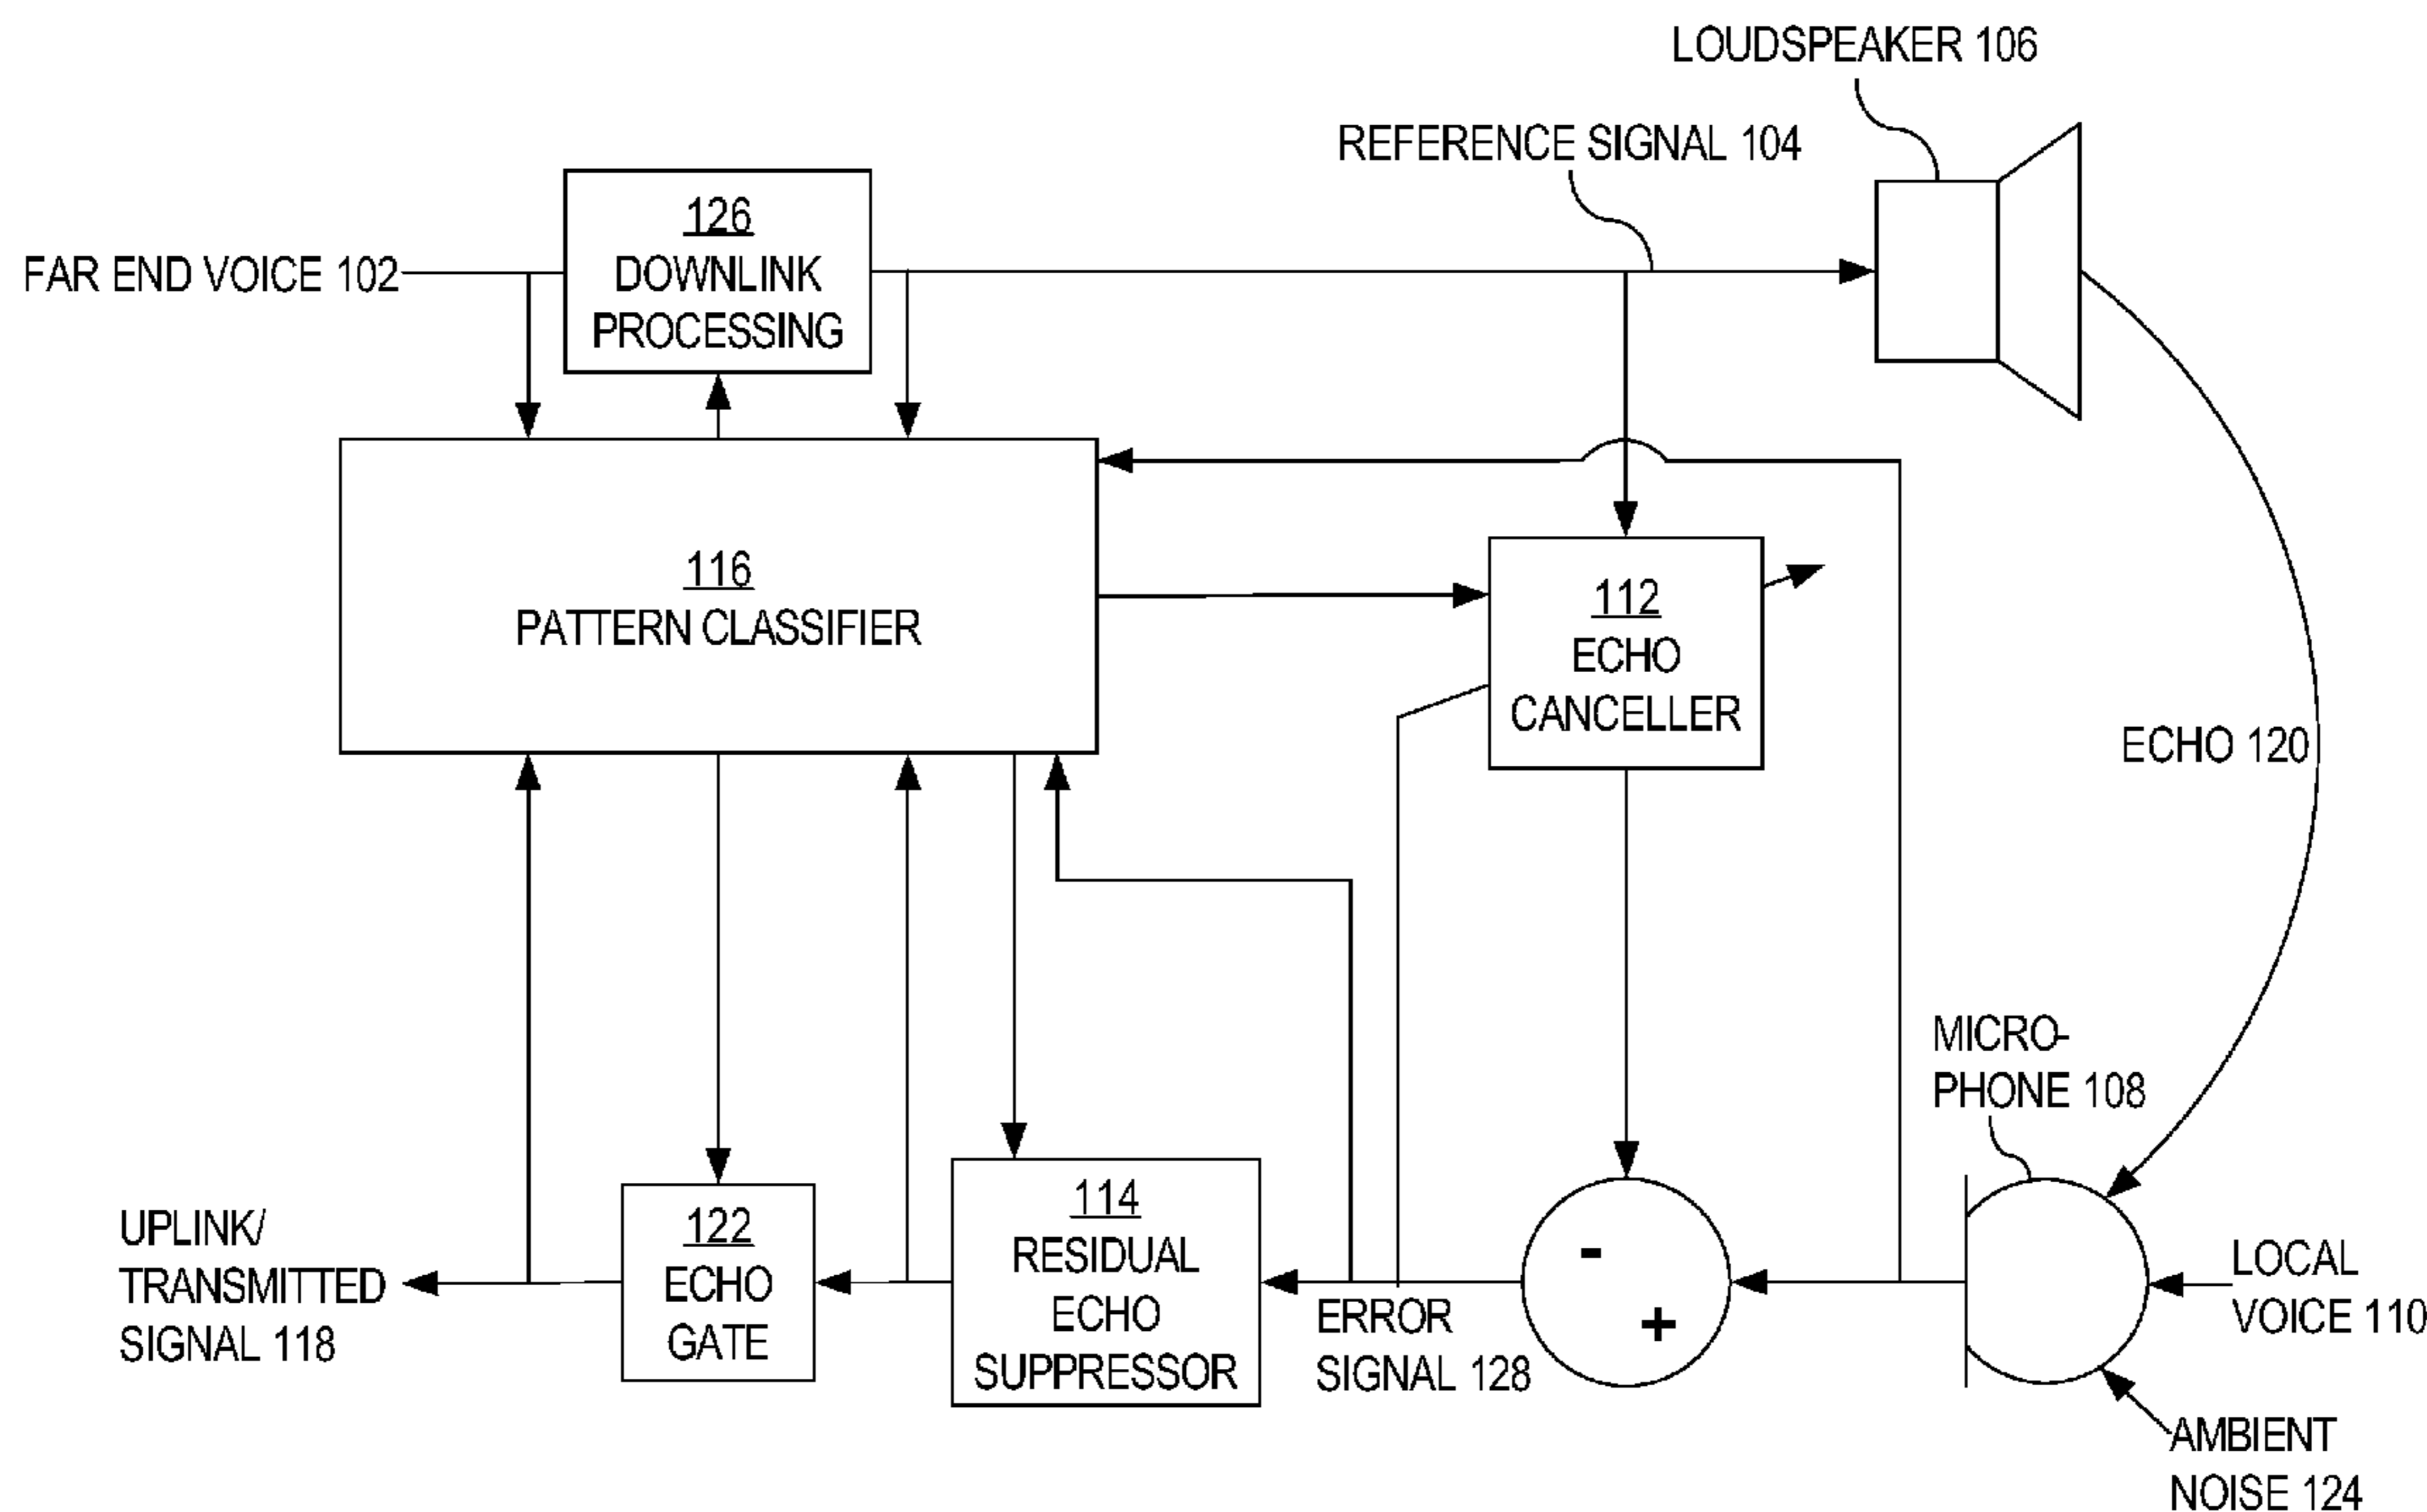 LOUDSPEAKER 106
REFERENCE SIGNAL 104
126
DOWNLINK
PROCESSING
FAR END VOICE 102
116
PATTERN CLASSIFIER
112
ECHO
CANCELLER
ECHO 120
MICRO-
PHONE 108
UPLINK/
TRANSMITTED
SIGNAL 118
122
ECHO
GATE
114
RESIDUAL
ECHO
SUPPRESSOR
ERROR
SIGNAL 128
-
+
LOCAL
VOICE 110
AMBIENT
NOISE 124